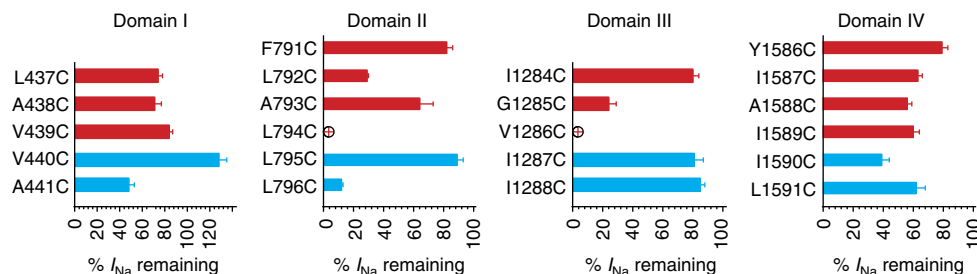 Domain I
L437C
A438C
V439C
V440C
A441C
0 20 40 60 80 100 120
% INa remaining
Domain II
F791C
L792C
A793C
L794C
L795C
L796C
0 20 40 60 80 100
% INa remaining
Domain III
I1284C
G1285C
V1286C
I1287C
I1288C
0 20 40 60 80 100
% INa remaining
Domain IV
Y1586C
I1587C
A1588C
I1589C
I1590C
L1591C
0 20 40 60 80 100
% INa remaining